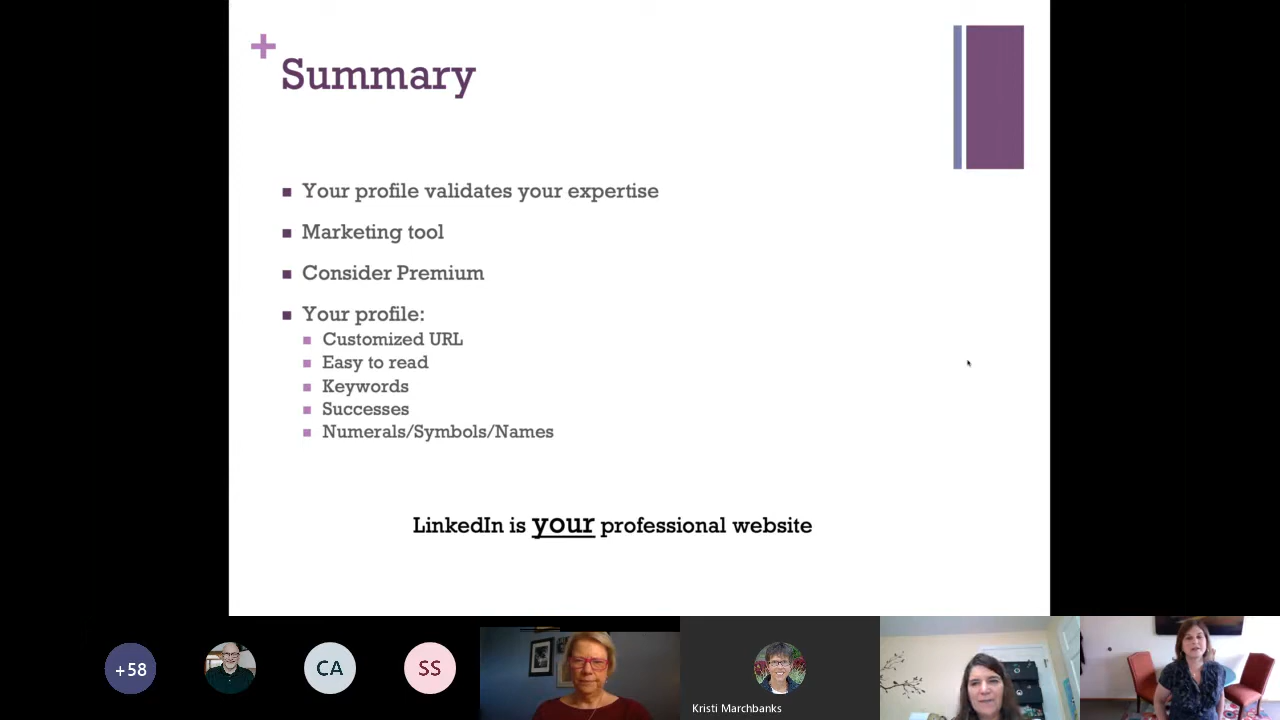 +
Summary
Your profile validates your expertise
Marketing tool
Consider Premium
Your profile:
Customized URL
Easy to read
Keywords
Successes
Numerals/Symbols/Names
LinkedIn is your professional website
+58
CA
SS
Kristi Marchbanks